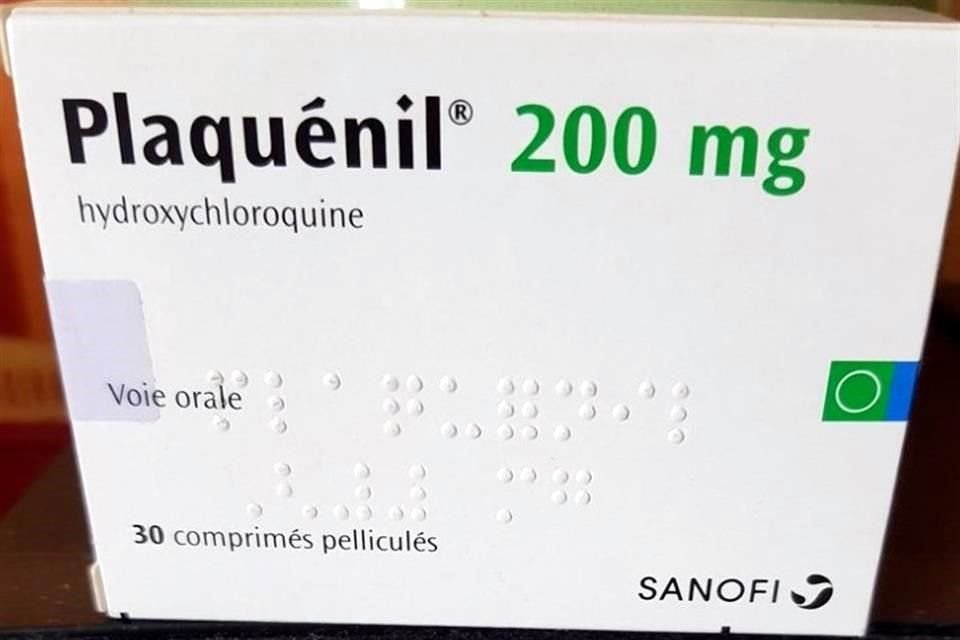 Plaquénil® 200 mg
hydroxychloroquine
Voie orale
30 comprimés pelliculés
SANOFI